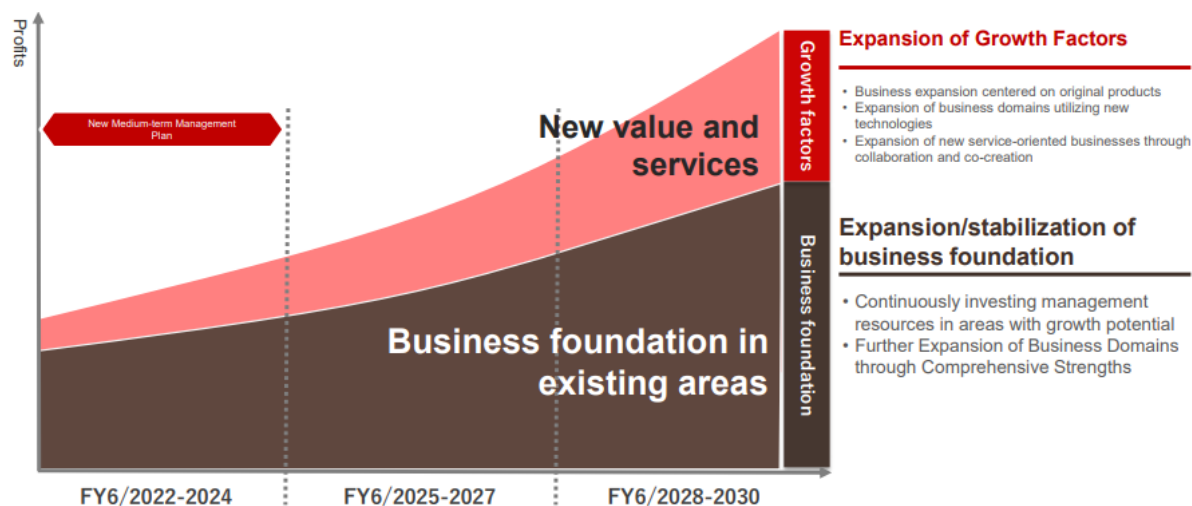 Profits
New Medium-term Management
Plan
New value and
services
Business foundation in
existing areas
Growth factors
Business foundation
Expansion of Growth Factors
• Business expansion centered on original products
• Expansion of business domains utilizing new
technologies
• Expansion of new service-oriented businesses through
collaboration and co-creation
Expansion/stabilization of
business foundation
• Continuously investing management
resources in areas with growth potential
• Further Expansion of Business Domains
through Comprehensive Strengths
FY6/2022-2024
FY6/2025-2027
FY6/2028-2030